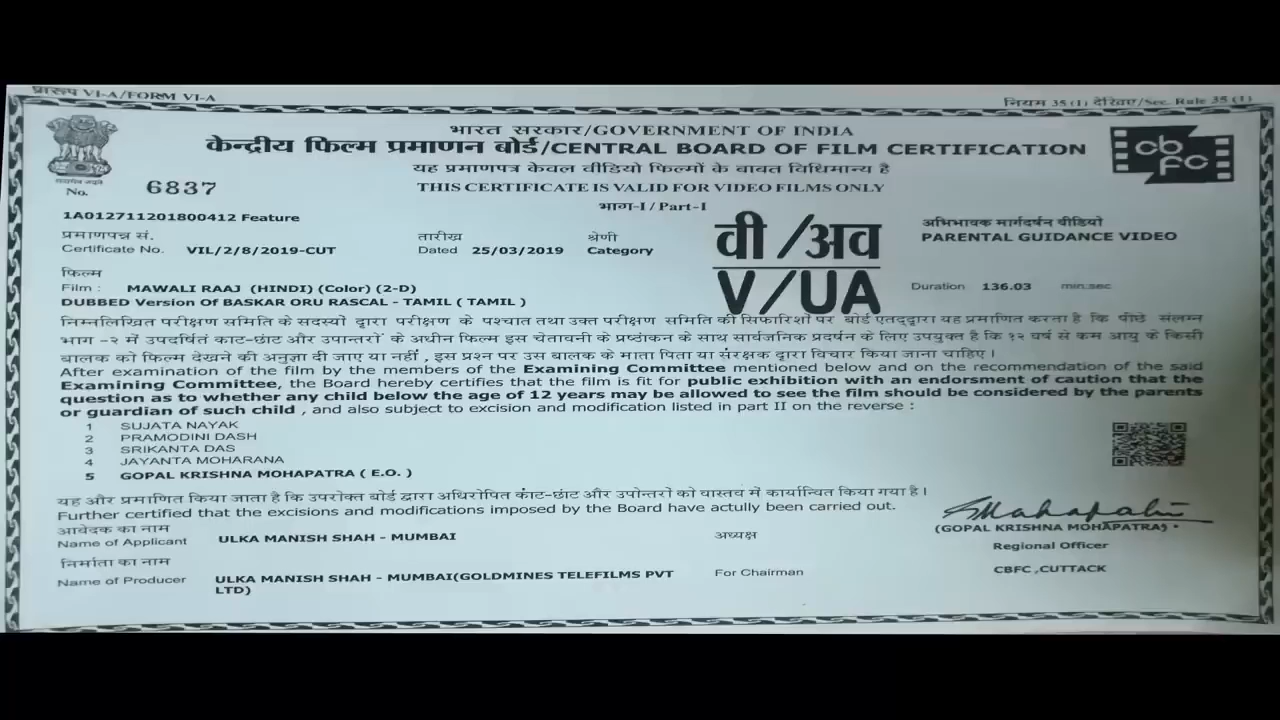 प्रारूप VI-A/FORM VI-A
नियम 35 (1) देखिए/Sec. Rule 35 (1)
भारत सरकार/GOVERNMENT OF INDIA
केन्द्रीय फिल्म प्रमाणन बोर्ड/CENTRAL BOARD OF FILM CERTIFICATION
cbfc
यह प्रमाणपत्र केवल वीडियो फिल्मों के बाबत विधिमान्य है
सत्यमेव जयते
No. 6837
THIS CERTIFICATE IS VALID FOR VIDEO FILMS ONLY
भाग-I / Part-I
1A012711201800412 Feature
प्रमाणपत्र सं. तारीख श्रेणी वी/अव अभिभावक मार्गदर्शन वीडियो
Certificate No. VIL/2/8/2019-CUT Dated 25/03/2019 Category V/UA PARENTAL GUIDANCE VIDEO
फिल्म
Film : MAWALI RAAJ (HINDI) (Color) (2-D) Duration 136.03 min.sec
DUBBED Version Of BASKAR ORU RASCAL - TAMIL ( TAMIL )
निम्नलिखित परीक्षण समिति के सदस्यों द्वारा परीक्षण के पश्चात तथा उक्त परीक्षण समिति की सिफारिशों पर बोर्ड एतद्द्वारा यह प्रमाणित करता है कि पीछे संलग्न
भाग -२ में उपदर्षित काट-छांट और उपान्तरों के अधीन फिल्म इस चेतावनी के प्रष्ठोकन के साथ सार्वजनिक प्रदर्षन के लिए उपयुक्त है कि १२ वर्ष से कम आयु के किसी
बालक को फिल्म देखने की अनुज्ञा दी जाए या नहीं , इस प्रश्न पर उस बालक के माता पिता या संरक्षक द्वारा विचार किया जाना चाहिए ।
After examination of the film by the members of the Examining Committee mentioned below and on the recommendation of the said
Examining Committee, the Board hereby certifies that the film is fit for public exhibition with an endorsment of caution that the
question as to whether any child below the age of 12 years may be allowed to see the film should be considered by the parents
or guardian of such child , and also subject to excision and modification listed in part II on the reverse :
1 SUJATA NAYAK
2 PRAMODINI DASH
3 SRIKANTA DAS
4 JAYANTA MOHARANA
5 GOPAL KRISHNA MOHAPATRA ( E.O. )
यह और प्रमाणित किया जाता है कि उपरोक्त बोर्ड द्वारा अधिरोपित कांट-छांट और उपोन्तरों को वास्तव में कार्यान्वित किया गया है ।
Further certified that the excisions and modifications imposed by the Board have actully been carried out.
आवेदक का नाम
Name of Applicant ULKA MANISH SHAH - MUMBAI
अध्यक्ष
(GOPAL KRISHNA MOHAPATRA)
Regional Officer
निर्माता का नाम
Name of Producer ULKA MANISH SHAH - MUMBAI(GOLDMINES TELEFILMS PVT LTD)
For Chairman
CBFC ,CUTTACK